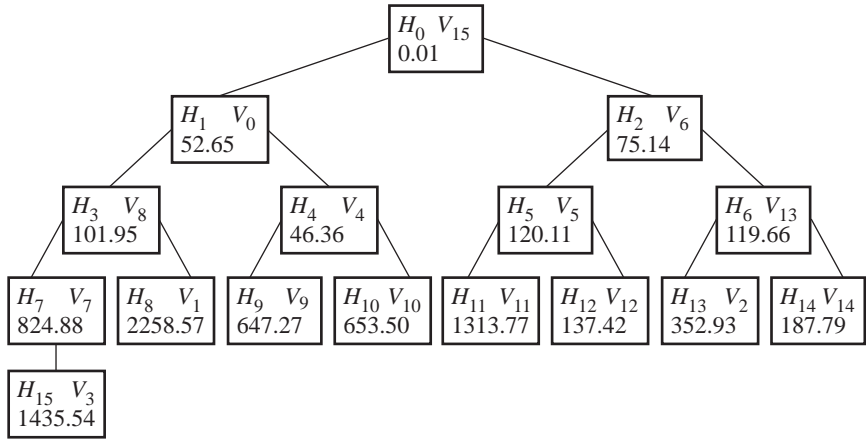 H0 V15
0.01
H1 V0
52.65
H2 V6
75.14
H3 V8
101.95
H4 V4
46.36
H5 V5
120.11
H6 V13
119.66
H7 V7
824.88
H8 V1
2258.57
H9 V9
647.27
H10 V10
653.50
H11 V11
1313.77
H12 V12
137.42
H13 V2
352.93
H14 V14
187.79
H15 V3
1435.54